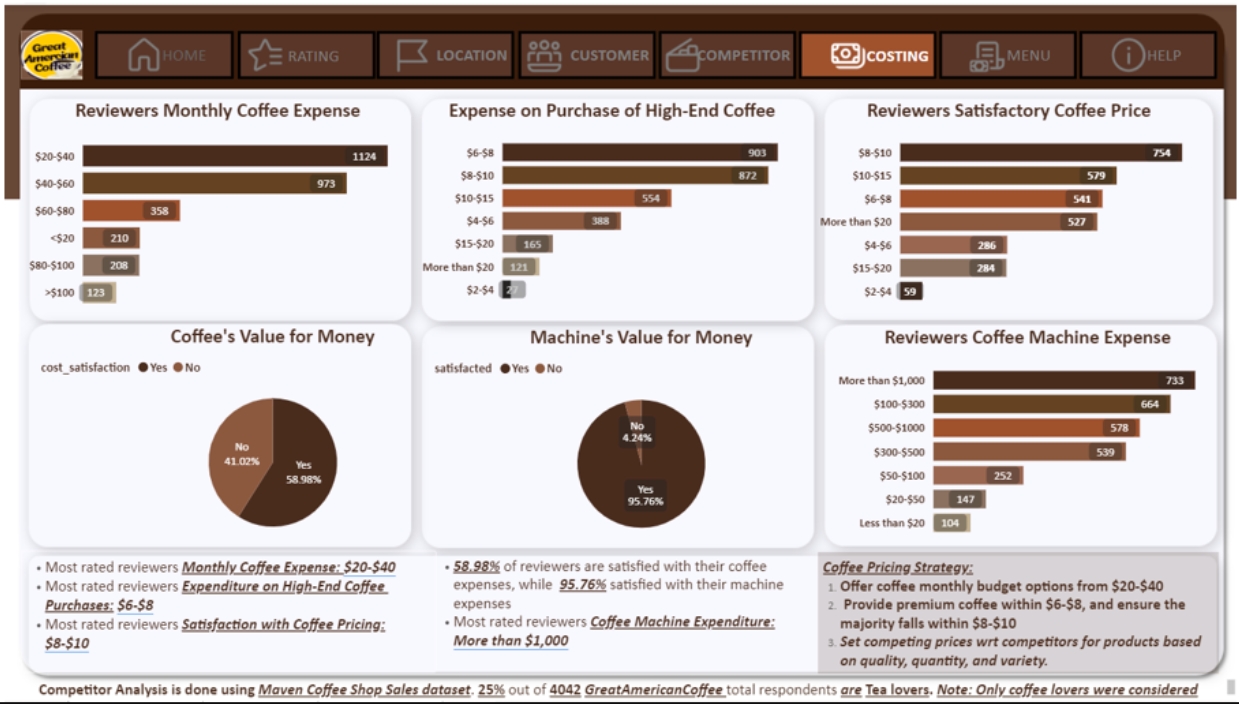 Great
Amercian
Coffee
HOME
RATING
LOCATION
CUSTOMER
COMPETITOR
COSTING
MENU
HELP
Reviewers Monthly Coffee Expense
$20-$40 1124
$40-$60 973
$60-$80 358
<$20 210
$80-$100 208
>$100 123
Expense on Purchase of High-End Coffee
$6-$8 903
$8-$10 872
$10-$15 554
$4-$6 388
$15-$20 165
More than $20 121
$2-$4 27
Reviewers Satisfactory Coffee Price
$8-$10 754
$10-$15 579
$6-$8 541
More than $20 527
$4-$6 286
$15-$20 284
$2-$4 59
Coffee's Value for Money
cost_satisfaction Yes No
No
41.02%
Yes
58.98%
Machine's Value for Money
satisfacted Yes No
No
4.24%
Yes
95.76%
Reviewers Coffee Machine Expense
More than $1,000 733
$100-$300 664
$500-$1000 578
$300-$500 539
$50-$100 252
$20-$50 147
Less than $20 104
• Most rated reviewers Monthly Coffee Expense: $20-$40
• Most rated reviewers Expenditure on High-End Coffee
Purchases: $6-$8
• Most rated reviewers Satisfaction with Coffee Pricing:
$8-$10
• 58.98% of reviewers are satisfied with their coffee
expenses, while 95.76% satisfied with their machine
expenses
• Most rated reviewers Coffee Machine Expenditure:
More than $1,000
Coffee Pricing Strategy:
1. Offer coffee monthly budget options from $20-$40
2. Provide premium coffee within $6-$8, and ensure the
majority falls within $8-$10
3. Set competing prices wrt competitors for products based
on quality, quantity, and variety.
Competitor Analysis is done using Maven Coffee Shop Sales dataset. 25% out of 4042 GreatAmericanCoffee total respondents are Tea lovers. Note: Only coffee lovers were considered